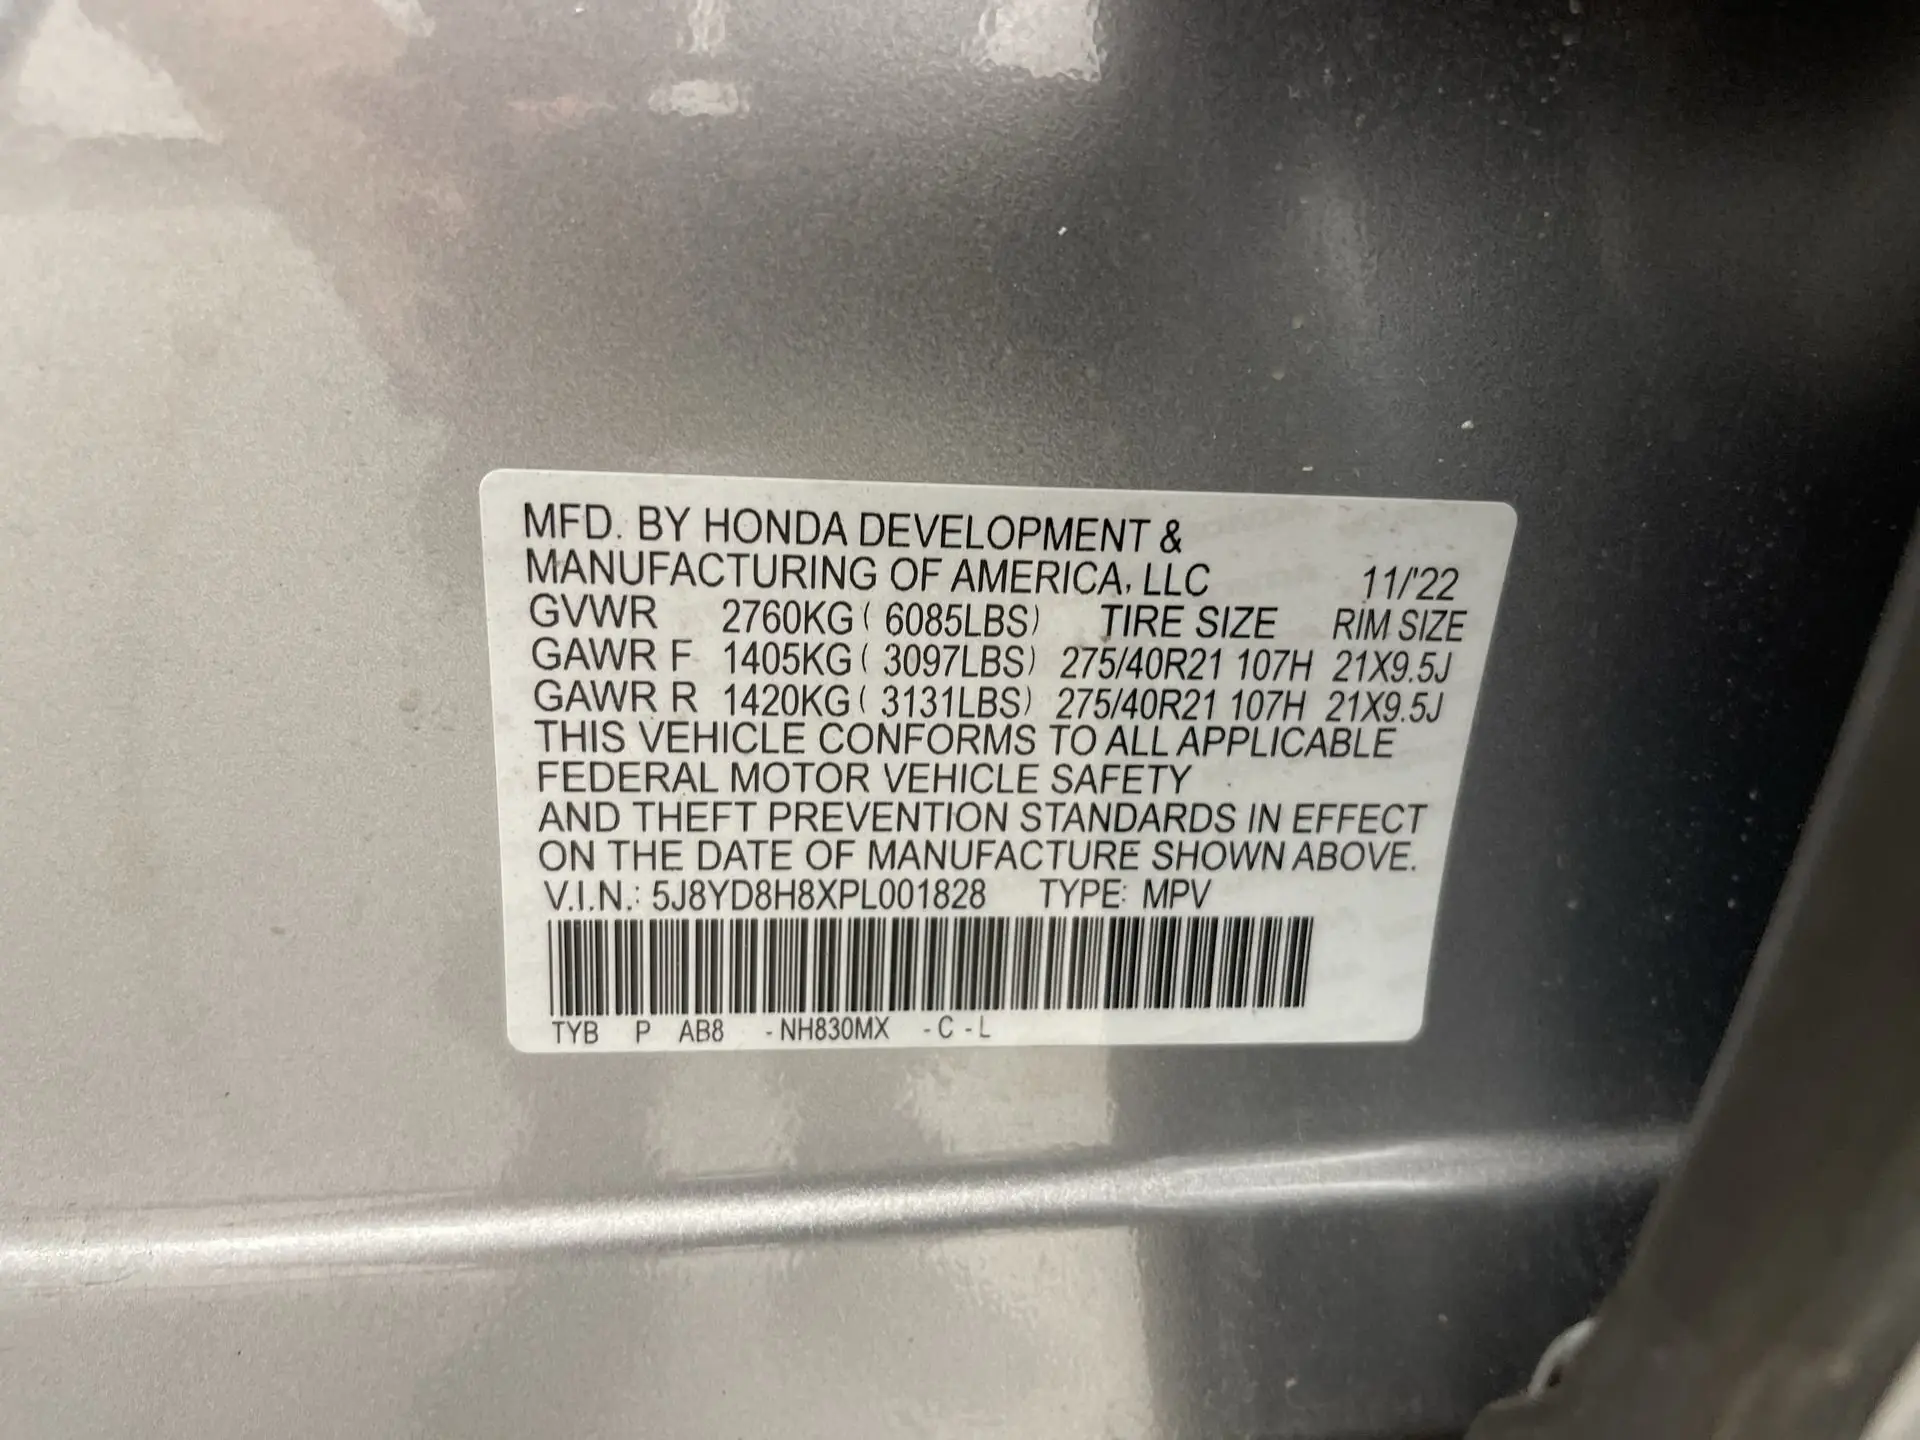 MFD. BY HONDA DEVELOPMENT &
MANUFACTURING OF AMERICA, LLC 11/'22
GVWR 2760KG ( 6085LBS) TIRE SIZE RIM SIZE
GAWR F 1405KG ( 3097LBS) 275/40R21 107H 21X9.5J
GAWR R 1420KG ( 3131LBS) 275/40R21 107H 21X9.5J
THIS VEHICLE CONFORMS TO ALL APPLICABLE
FEDERAL MOTOR VEHICLE SAFETY
AND THEFT PREVENTION STANDARDS IN EFFECT
ON THE DATE OF MANUFACTURE SHOWN ABOVE.
V.I.N.: 5J8YD8H8XPL001828 TYPE: MPV
TYB P AB8 -NH830MX -C -L